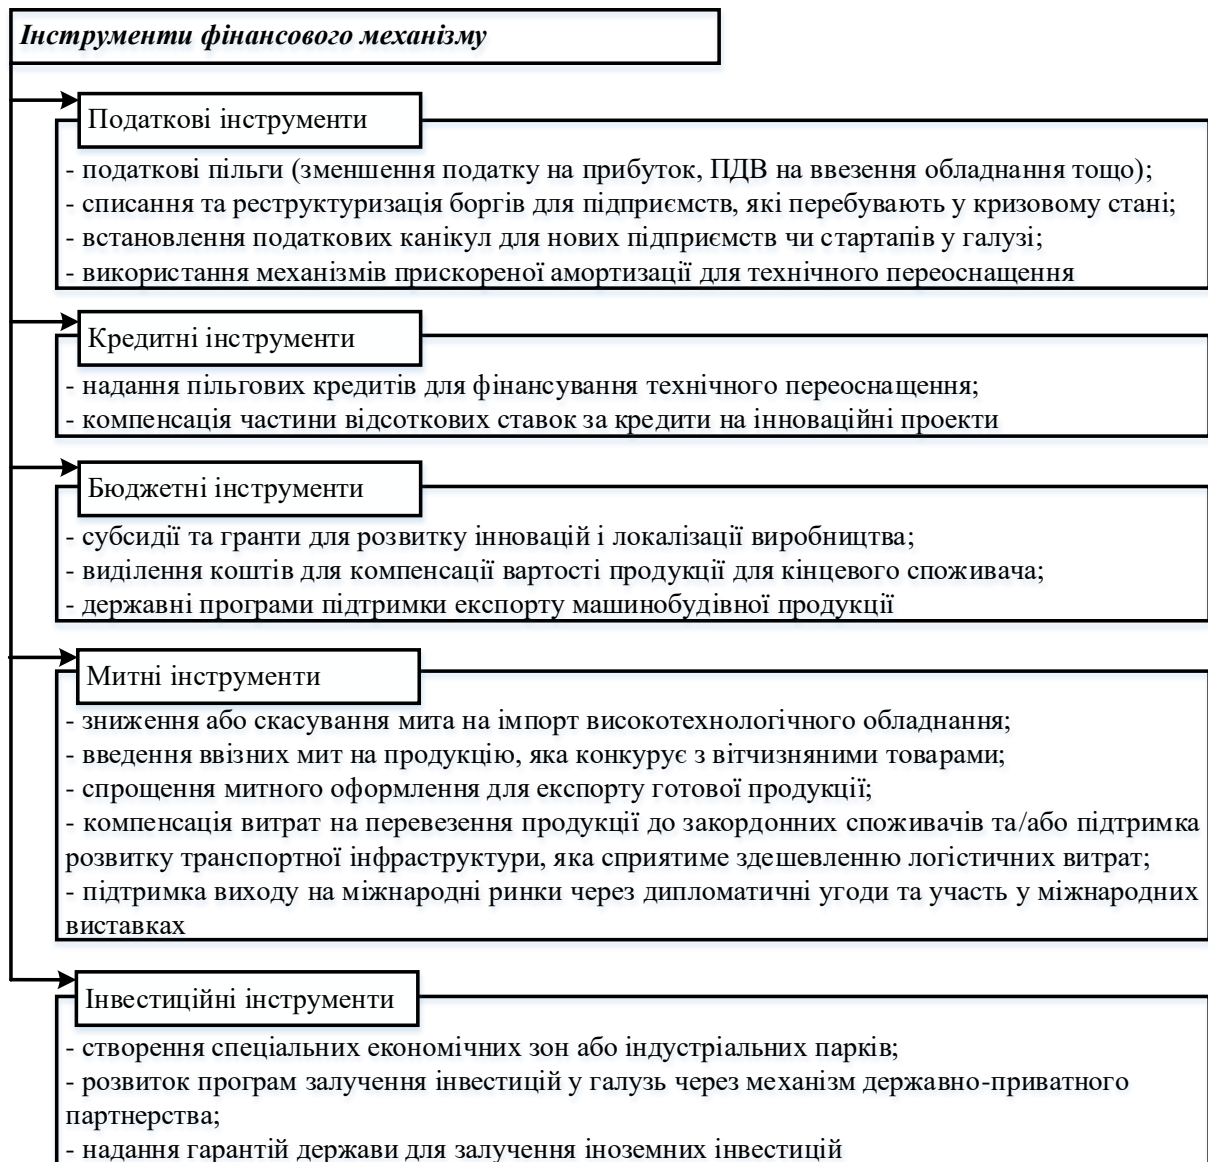 Інструменти фінансового механізму
Податкові інструменти
- податкові пільги (зменшення податку на прибуток, ПДВ на ввезення обладнання тощо);
- списання та реструктуризація боргів для підприємств, які перебувають у кризовому стані;
- встановлення податкових канікул для нових підприємств чи стартапів у галузі;
- використання механізмів прискореної амортизації для технічного переоснащення
Кредитні інструменти
- надання пільгових кредитів для фінансування технічного переоснащення;
- компенсація частини відсоткових ставок за кредити на інноваційні проекти
Бюджетні інструменти
- субсидії та гранти для розвитку інновацій і локалізації виробництва;
- виділення коштів для компенсації вартості продукції для кінцевого споживача;
- державні програми підтримки експорту машинобудівної продукції
Митні інструменти
- зниження або скасування мита на імпорт високотехнологічного обладнання;
- введення ввізних мит на продукцію, яка конкурує з вітчизняними товарами;
- спрощення митного оформлення для експорту готової продукції;
- компенсація витрат на перевезення продукції до закордонних споживачів та/або підтримка
розвитку транспортної інфраструктури, яка сприятиме здешевленню логістичних витрат;
- підтримка виходу на міжнародні ринки через дипломатичні угоди та участь у міжнародних
виставках
Інвестиційні інструменти
- створення спеціальних економічних зон або індустріальних парків;
- розвиток програм залучення інвестицій у галузь через механізм державно-приватного
партнерства;
- надання гарантій держави для залучення іноземних інвестицій